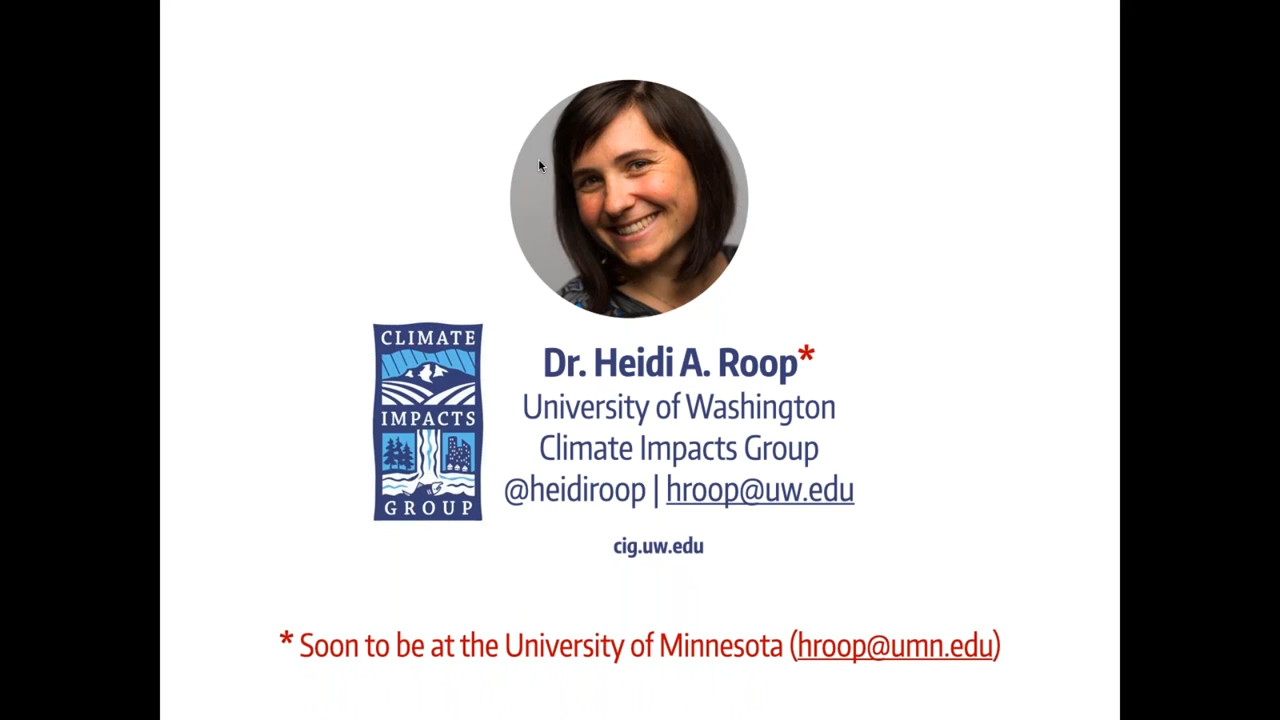 CLIMATE
IMPACTS
GROUP
Dr. Heidi A. Roop*
University of Washington
Climate Impacts Group
@heidiroop | hroop@uw.edu
cig.uw.edu
* Soon to be at the University of Minnesota (hroop@umn.edu)